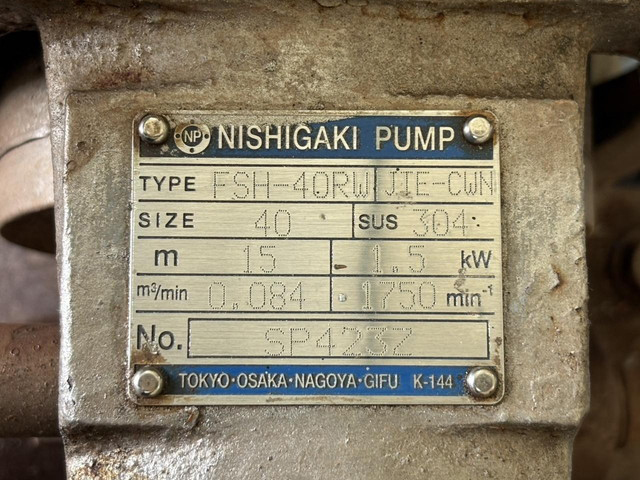 NP NISHIGAKI PUMP
TYPE FSH-40RW JIE-CWN
SIZE 40 SUS 304
m 15 1.5 kW
m³/min 0.084 1750 min⁻¹
No. SP423Z
TOKYO・OSAKA・NAGOYA・GIFU K-144